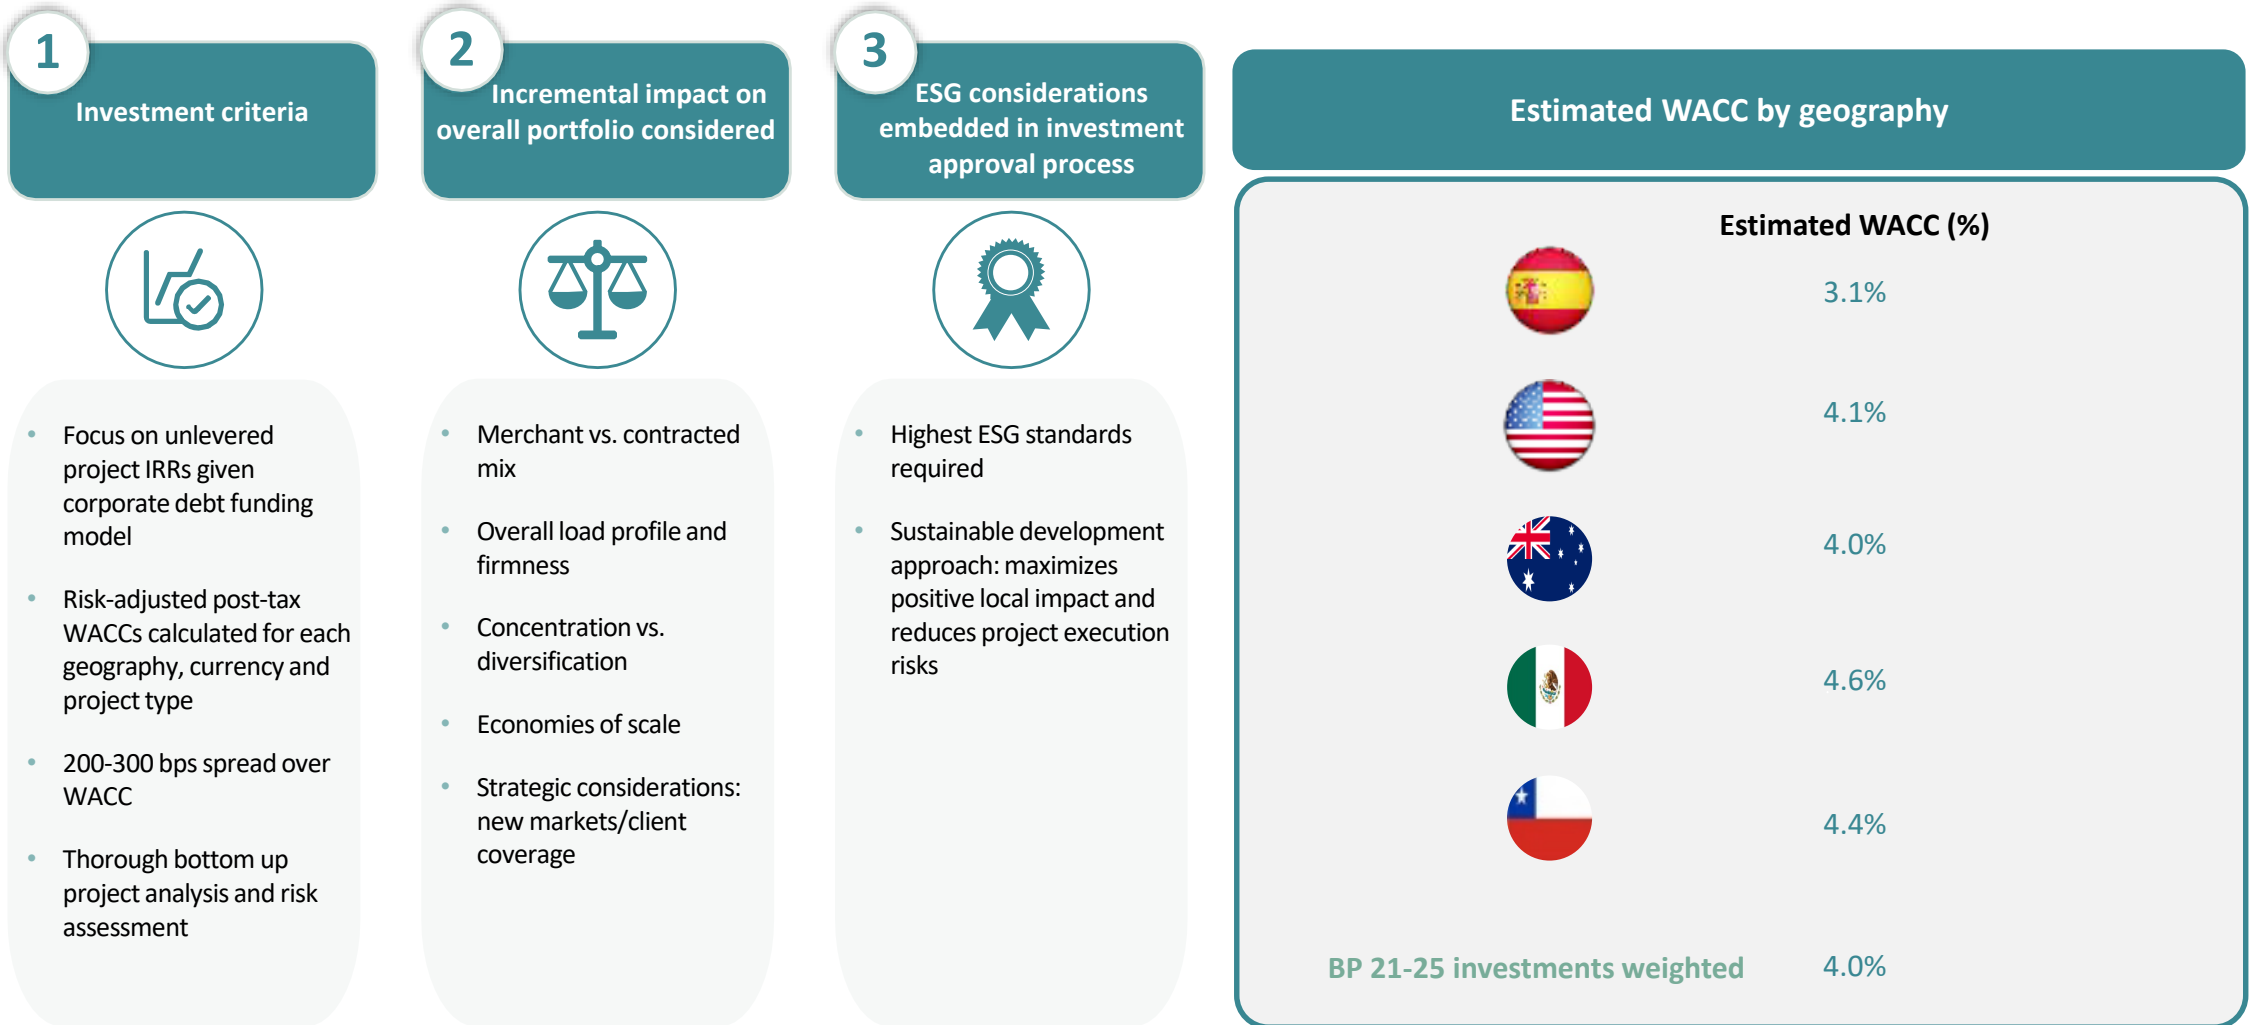 1
Investment criteria
Focus on unlevered
project IRRs given
corporate debt funding
model
Risk-adjusted post-tax
WACCs calculated for each
geography, currency and
project type
200-300 bps spread over
WACC
Thorough bottom up
project analysis and risk
assessment
2
Incremental impact on
overall portfolio considered
Merchant vs. contracted
mix
Overall load profile and
firmness
Concentration vs.
diversification
Economies of scale
Strategic considerations:
new markets/client
coverage
3
ESG considerations
embedded in investment
approval process
Highest ESG standards
required
Sustainable development
approach: maximizes
positive local impact and
reduces project execution
risks
Estimated WACC by geography
Estimated WACC (%)
3.1%
4.1%
4.0%
4.6%
4.4%
BP 21-25 investments weighted 4.0%